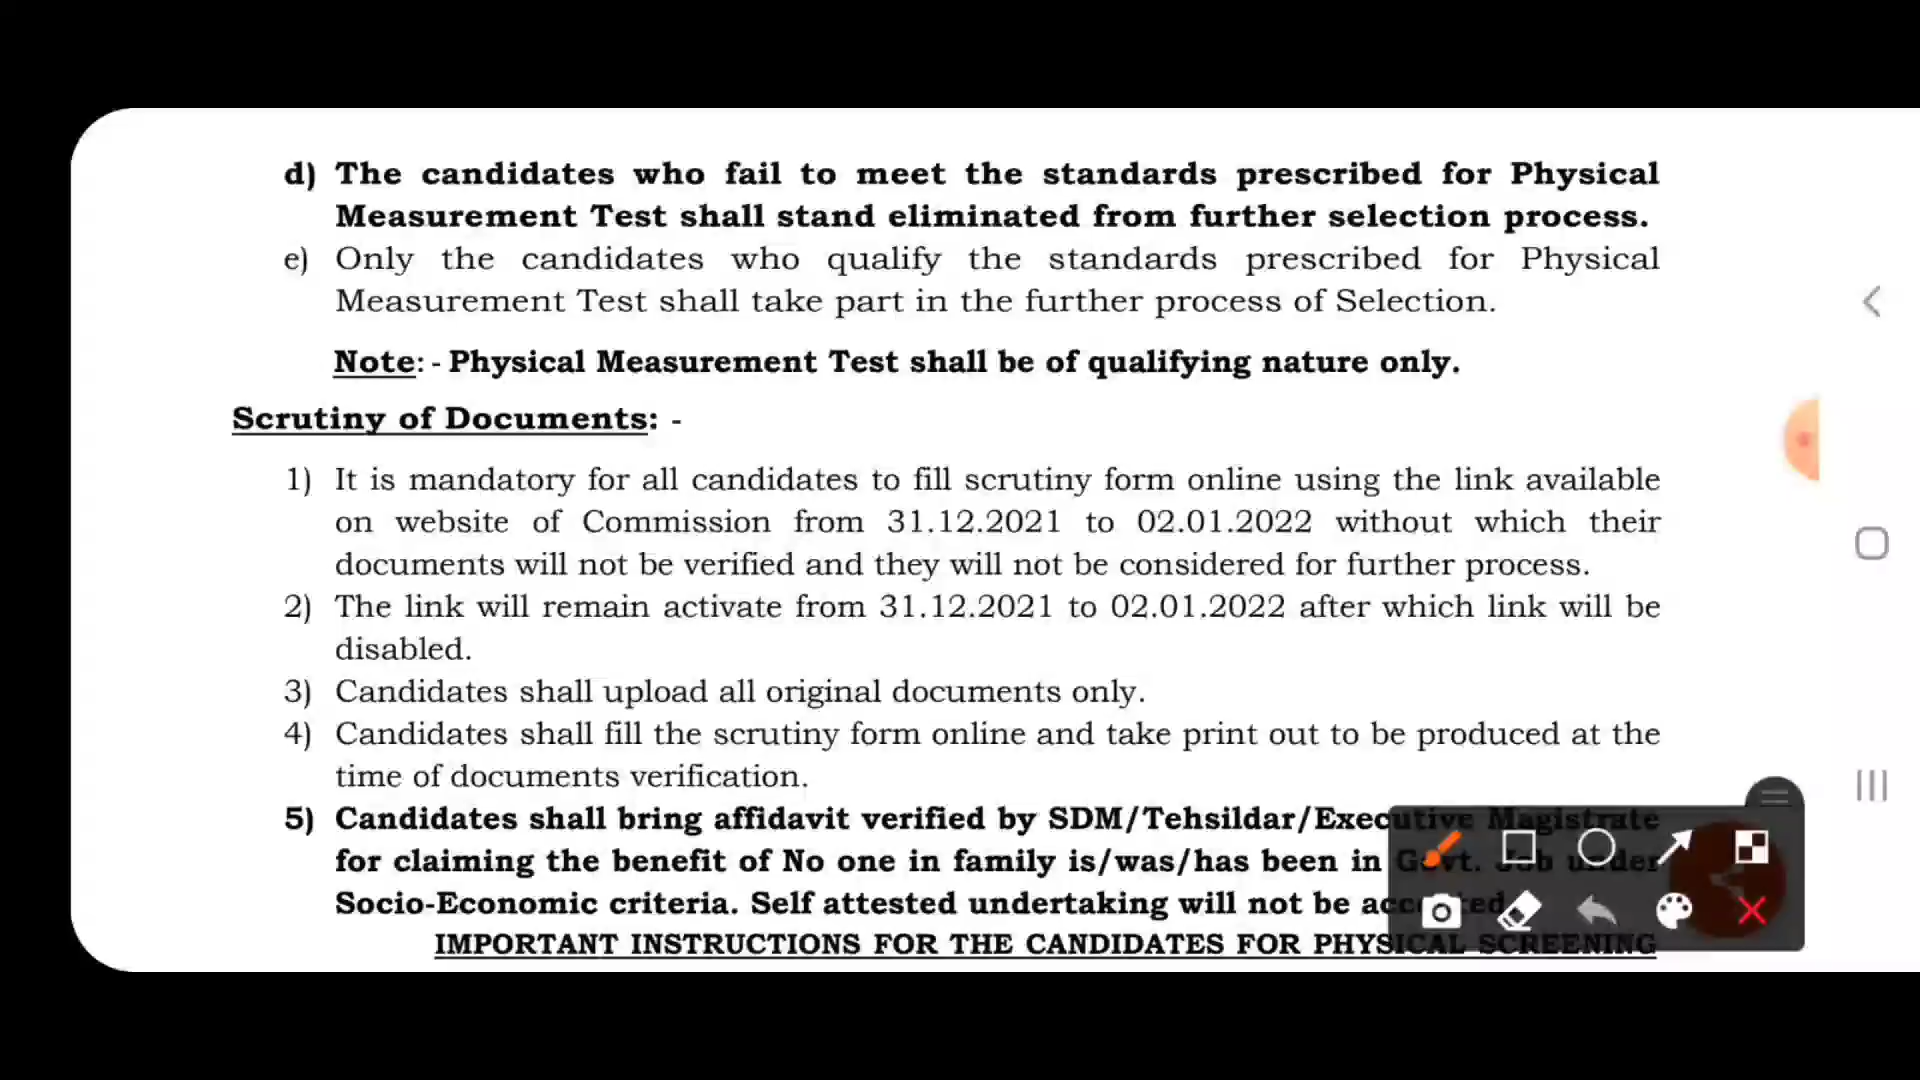 d) The candidates who fail to meet the standards prescribed for Physical
Measurement Test shall stand eliminated from further selection process.
e) Only the candidates who qualify the standards prescribed for Physical
Measurement Test shall take part in the further process of Selection.
Note: - Physical Measurement Test shall be of qualifying nature only.
Scrutiny of Documents: -
1) It is mandatory for all candidates to fill scrutiny form online using the link available
on website of Commission from 31.12.2021 to 02.01.2022 without which their
documents will not be verified and they will not be considered for further process.
2) The link will remain activate from 31.12.2021 to 02.01.2022 after which link will be
disabled.
3) Candidates shall upload all original documents only.
4) Candidates shall fill the scrutiny form online and take print out to be produced at the
time of documents verification.
5) Candidates shall bring affidavit verified by SDM/Tehsildar/Executive Magistrate
for claiming the benefit of No one in family is/was/has been in Govt. Job under
Socio-Economic criteria. Self attested undertaking will not be accepted
IMPORTANT INSTRUCTIONS FOR THE CANDIDATES FOR PHYSICAL SCREENING